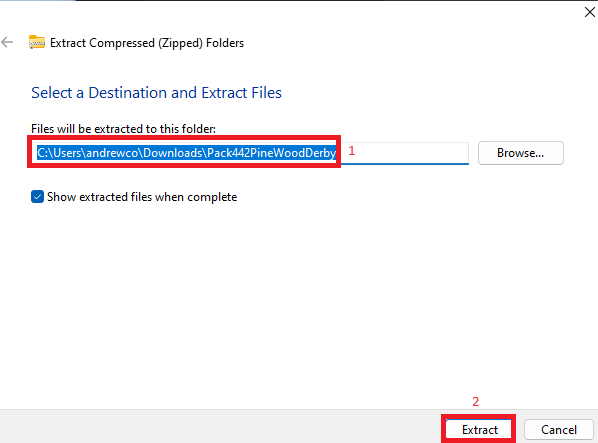 Extract Compressed (Zipped) Folders
Select a Destination and Extract Files
Files will be extracted to this folder:
C:\Users\andrewco\Downloads\Pack442PineWoodDerby 1
Browse...
Show extracted files when complete
2
Extract
Cancel